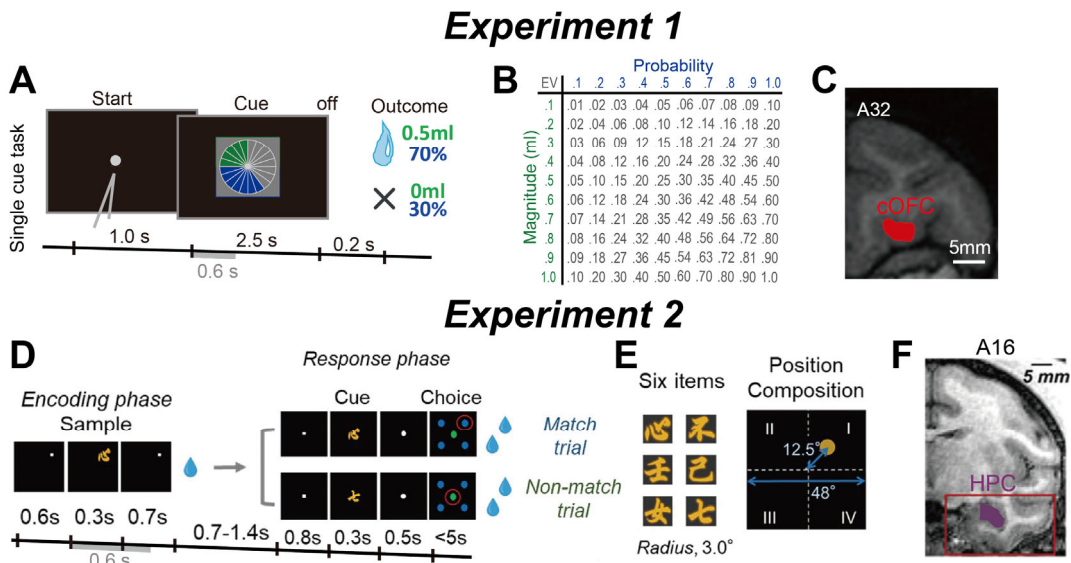 Experiment 1
A
Single cue task
Start
Cue
off
Outcome
0.5ml
70%
0ml
30%
1.0 s
2.5 s
0.2 s
0.6 s
B
Probability
EV .1 .2 .3 .4 .5 .6 .7 .8 .9 1.0
Magnitude (ml)
.1 .01 .02 .03 .04 .05 .06 .07 .08 .09 .10
.2 .02 .04 .06 .08 .10 .12 .14 .16 .18 .20
.3 .03 .06 .09 .12 .15 .18 .21 .24 .27 .30
.4 .04 .08 .12 .16 .20 .24 .28 .32 .36 .40
.5 .05 .10 .15 .20 .25 .30 .35 .40 .45 .50
.6 .06 .12 .18 .24 .30 .36 .42 .48 .54 .60
.7 .07 .14 .21 .28 .35 .42 .49 .56 .63 .70
.8 .08 .16 .24 .32 .40 .48 .56 .64 .72 .80
.9 .09 .18 .27 .36 .45 .54 .63 .72 .81 .90
1.0 .10 .20 .30 .40 .50 .60 .70 .80 .90 1.0
C
A32
cOFC
5mm
Experiment 2
D
Encoding phase
Sample
心
Response phase
Cue
Choice
心
Match
trial
七
Non-match
trial
0.6s 0.3s 0.7s
0.7-1.4s
0.8s 0.3s 0.5s <5s
0.6s
E
Six items
心 不
壬 己
女 七
Radius, 3.0°
Position
Composition
II I
12.5°
48°
III IV
F
A16
5 mm
HPC